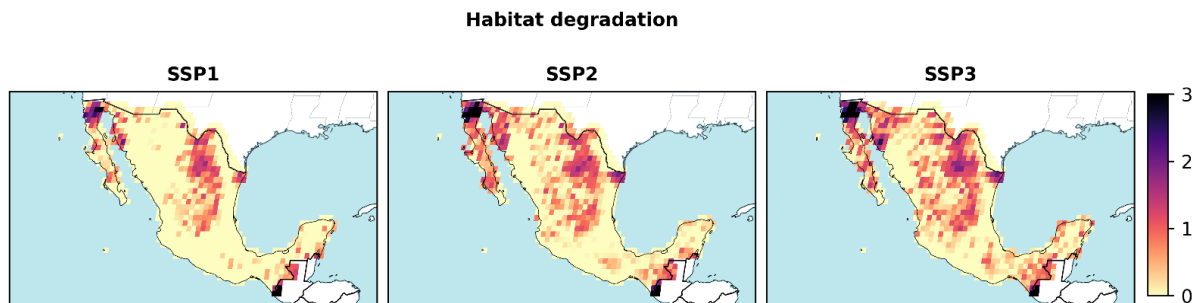 Habitat degradation
SSP1
SSP2
SSP3
3
2
1
0